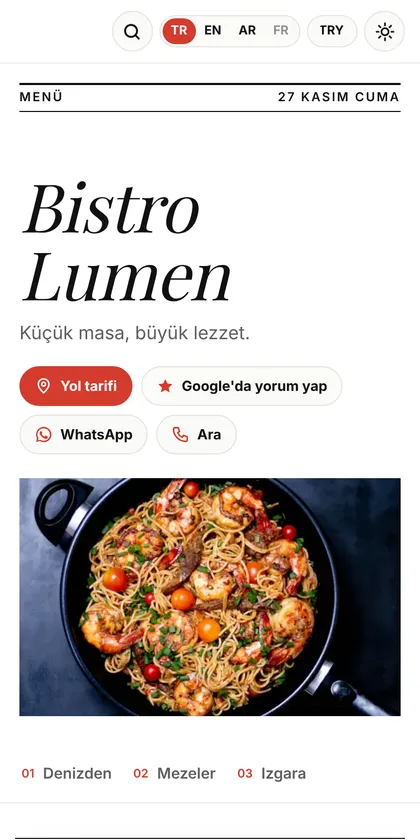 TR EN AR FR TRY
MENÜ 27 KASIM CUMA
Bistro
Lumen
Küçük masa, büyük lezzet.
Yol tarifi Google'da yorum yap
WhatsApp Ara
01 Denizden 02 Mezeler 03 Izgara